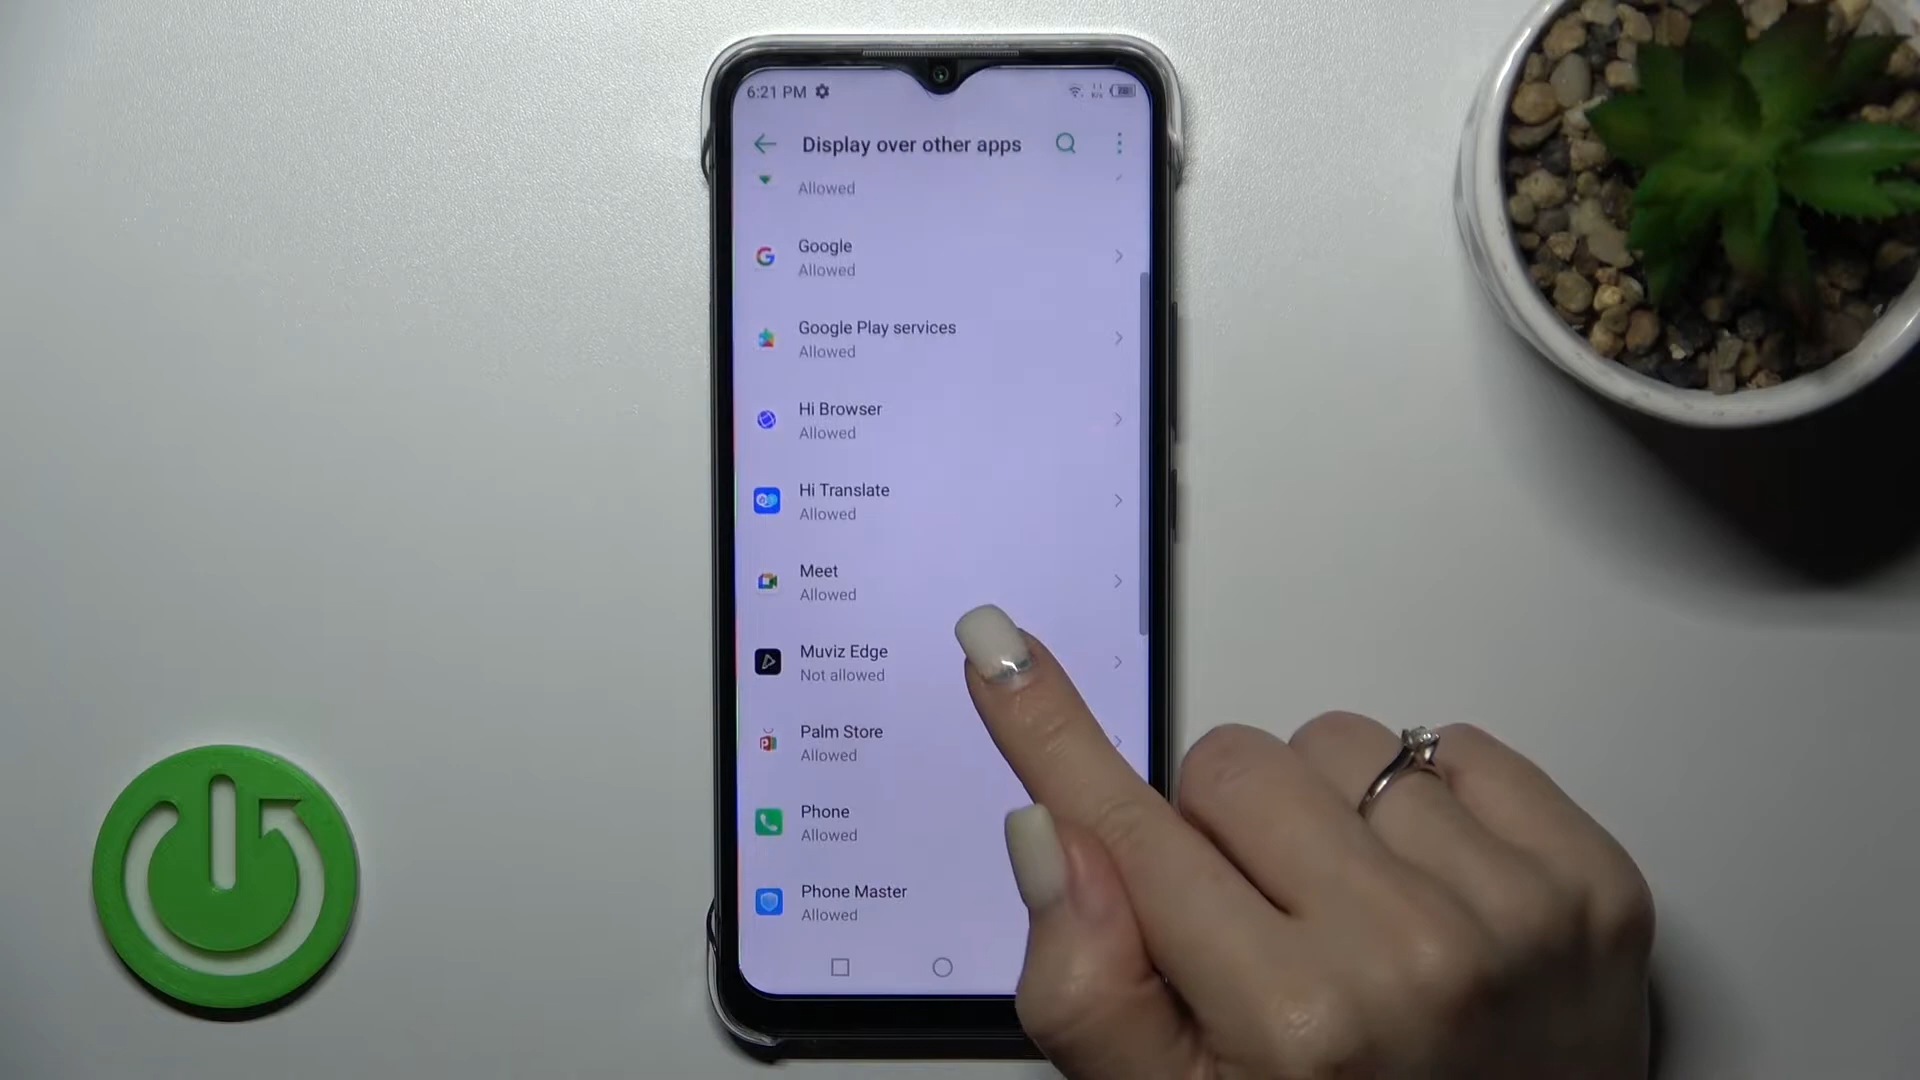 6:21 PM
Display over other apps
Allowed
Google
Allowed
Google Play services
Allowed
Hi Browser
Allowed
Hi Translate
Allowed
Meet
Allowed
Muviz Edge
Not allowed
Palm Store
Allowed
Phone
Allowed
Phone Master
Allowed